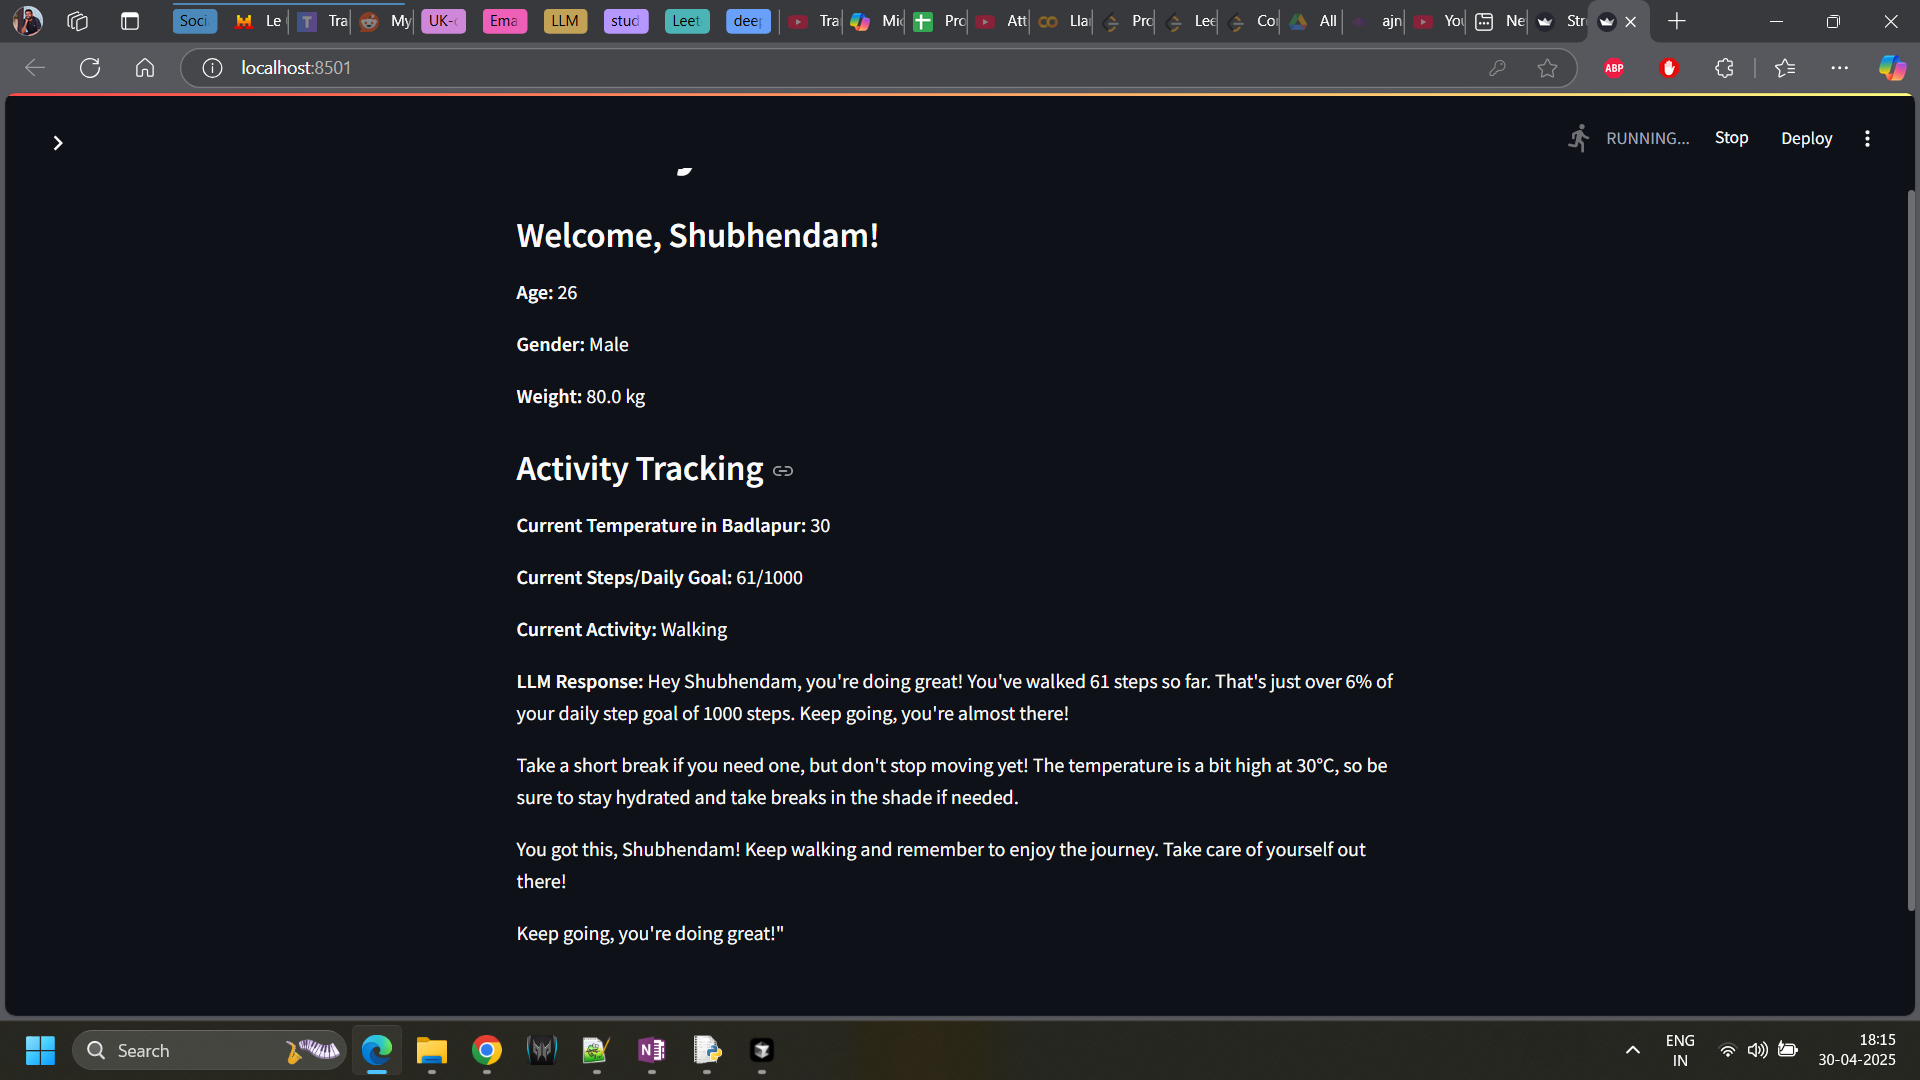 Soci
Le
Tra
My
UK-c
Ema
LLM
stud
Leet
deep
Tra
Mic
Pro
Att
Lla
Pro
Lee
Co
All
ajn
You
Ne
Str
localhost:8501
ABP
RUNNING...
Stop
Deploy
Welcome, Shubhendam!
Age: 26
Gender: Male
Weight: 80.0 kg
Activity Tracking
Current Temperature in Badlapur: 30
Current Steps/Daily Goal: 61/1000
Current Activity: Walking
LLM Response: Hey Shubhendam, you're doing great! You've walked 61 steps so far. That's just over 6% of
your daily step goal of 1000 steps. Keep going, you're almost there!
Take a short break if you need one, but don't stop moving yet! The temperature is a bit high at 30°C, so be
sure to stay hydrated and take breaks in the shade if needed.
You got this, Shubhendam! Keep walking and remember to enjoy the journey. Take care of yourself out
there!
Keep going, you're doing great!"
Search
ENG
IN
18:15
30-04-2025